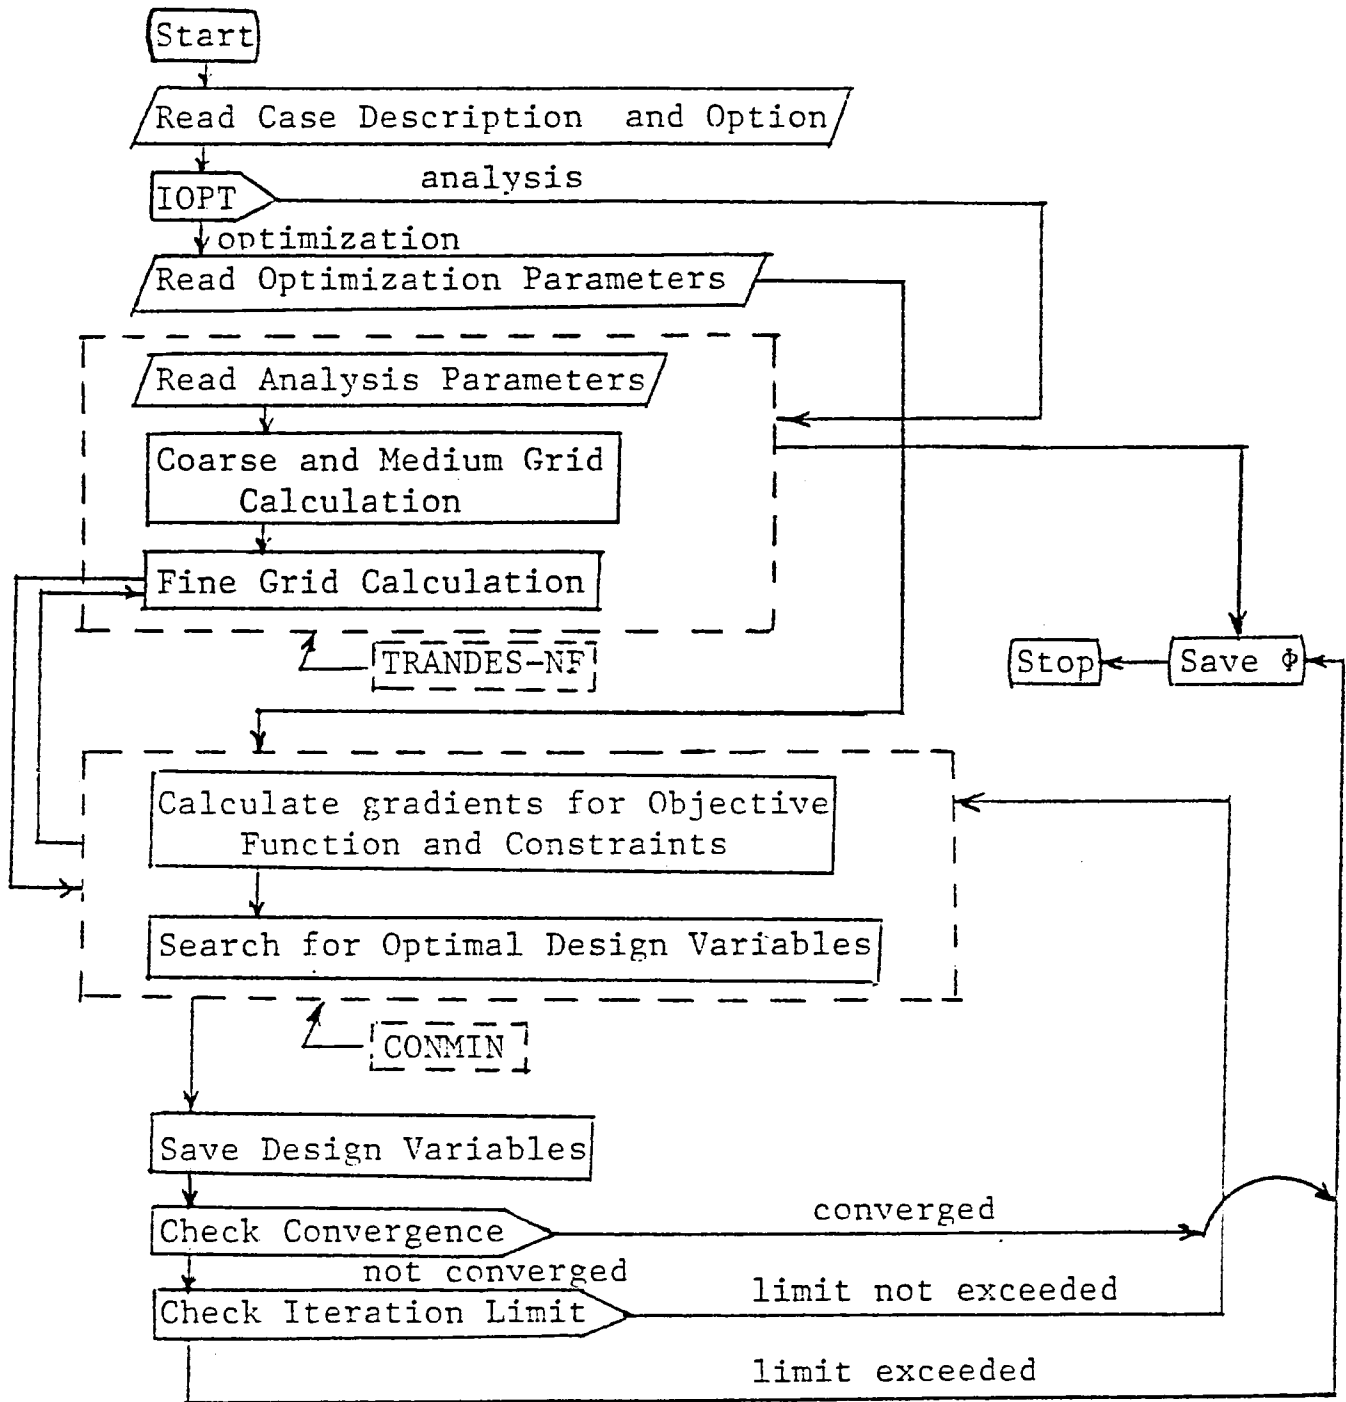 Start
Read Case Description and Option
analysis
IOPT
optimization
Read Optimization Parameters
Read Analysis Parameters
Coarse and Medium Grid
Calculation
Fine Grid Calculation
TRANDES-NF
Stop
Save Φ
Calculate gradients for Objective
Function and Constraints
Search for Optimal Design Variables
CONMIN
Save Design Variables
converged
Check Convergence
not converged
limit not exceeded
Check Iteration Limit
limit exceeded